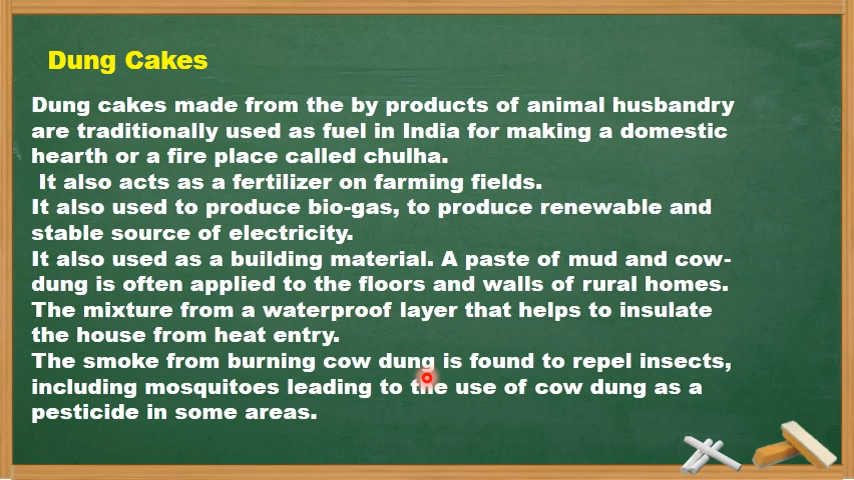 Dung Cakes
Dung cakes made from the by products of animal husbandry
are traditionally used as fuel in India for making a domestic
hearth or a fire place called chulha.
It also acts as a fertilizer on farming fields.
It also used to produce bio-gas, to produce renewable and
stable source of electricity.
It also used as a building material. A paste of mud and cow-
dung is often applied to the floors and walls of rural homes.
The mixture from a waterproof layer that helps to insulate
the house from heat entry.
The smoke from burning cow dung is found to repel insects,
including mosquitoes leading to the use of cow dung as a
pesticide in some areas.